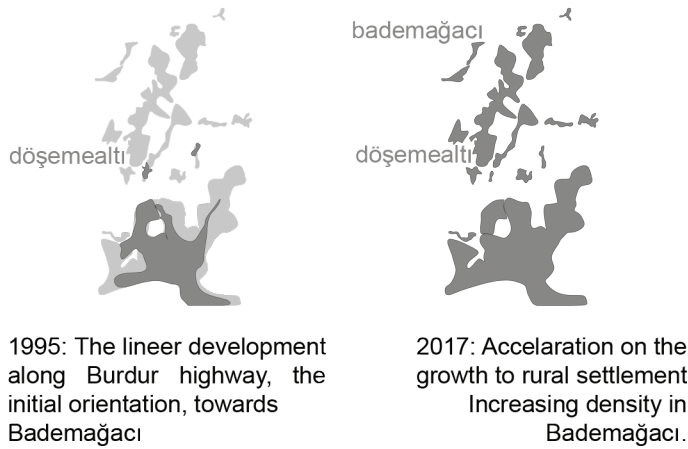 bademağacı
döşemealtı
döşemealtı
1995: The lineer development
along Burdur highway, the
initial orientation, towards
Bademağacı
2017: Accelaration on the
growth to rural settlement
Increasing density in
Bademağacı.